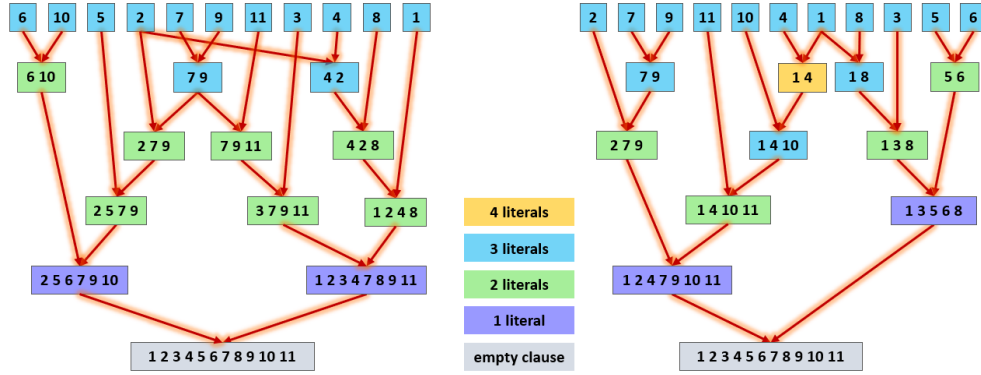 6 10 5 2 7 9 11 3 4 8 1
6 10
7 9
4 2
2 7 9
7 9 11
4 2 8
2 5 7 9
3 7 9 11
1 2 4 8
2 5 6 7 9 10
1 2 3 4 7 8 9 11
1 2 3 4 5 6 7 8 9 10 11
4 literals
3 literals
2 literals
1 literal
empty clause
2 7 9 11 10 4 1 8 3 5 6
7 9
1 4
1 8
5 6
2 7 9
1 4 10
1 3 8
1 4 10 11
1 3 5 6 8
1 2 4 7 9 10 11
1 2 3 4 5 6 7 8 9 10 11